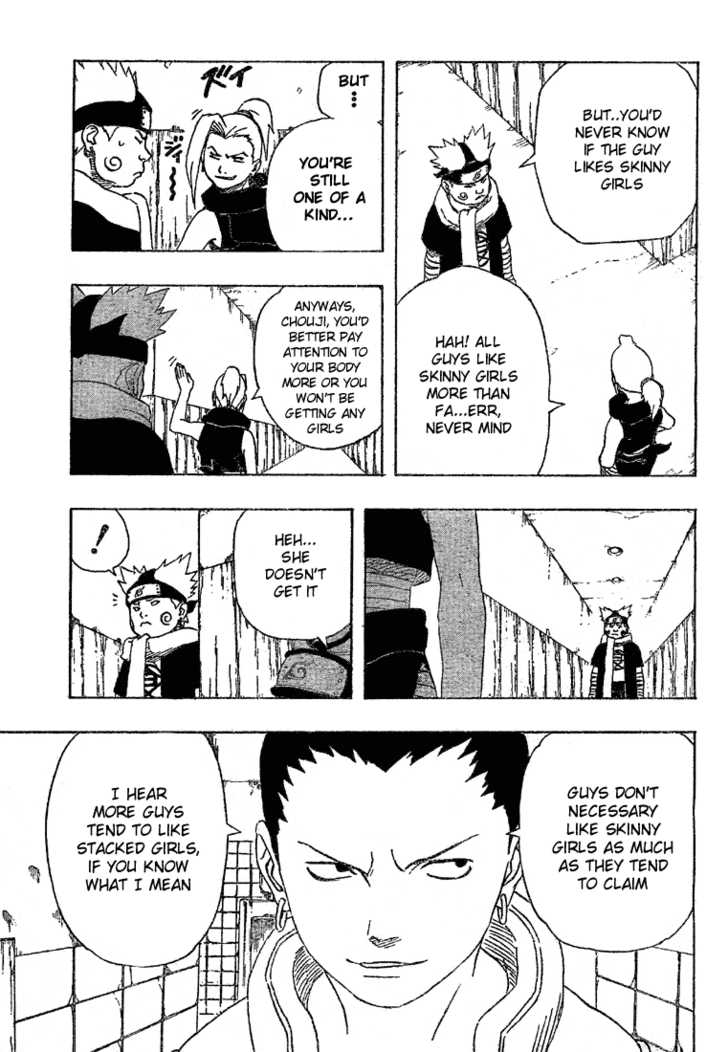 BUT..YOU'D
NEVER KNOW
IF THE GUY
LIKES SKINNY
GIRLS
HAH! ALL
GUYS LIKE
SKINNY GIRLS
MORE THAN
FA...ERR,
NEVER MIND
BUT
...
YOU'RE
STILL
ONE OF A
KIND...
ズイ
ジィ〜
ANYWAYS,
CHOUJI, YOU'D
BETTER PAY
ATTENTION TO
YOUR BODY
MORE OR YOU
WON'T BE
GETTING ANY
GIRLS
HEH...
SHE
DOESN'T
GET IT
!
GUYS DON'T
NECESSARY
LIKE SKINNY
GIRLS AS MUCH
AS THEY TEND
TO CLAIM
I HEAR
MORE GUYS
TEND TO LIKE
STACKED GIRLS,
IF YOU KNOW
WHAT I MEAN